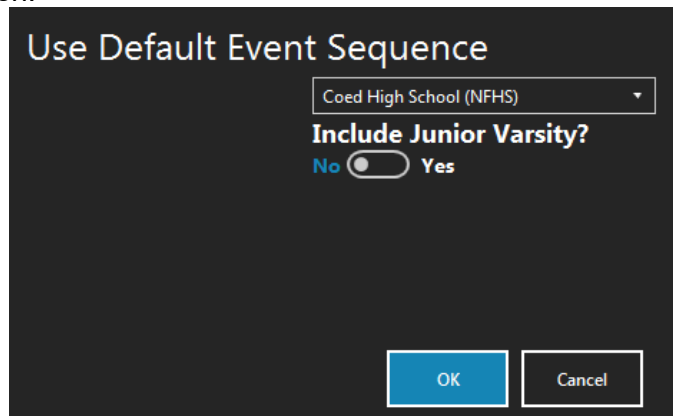 Use Default Event Sequence
Coed High School (NFHS)
Include Junior Varsity?
No Yes
OK Cancel